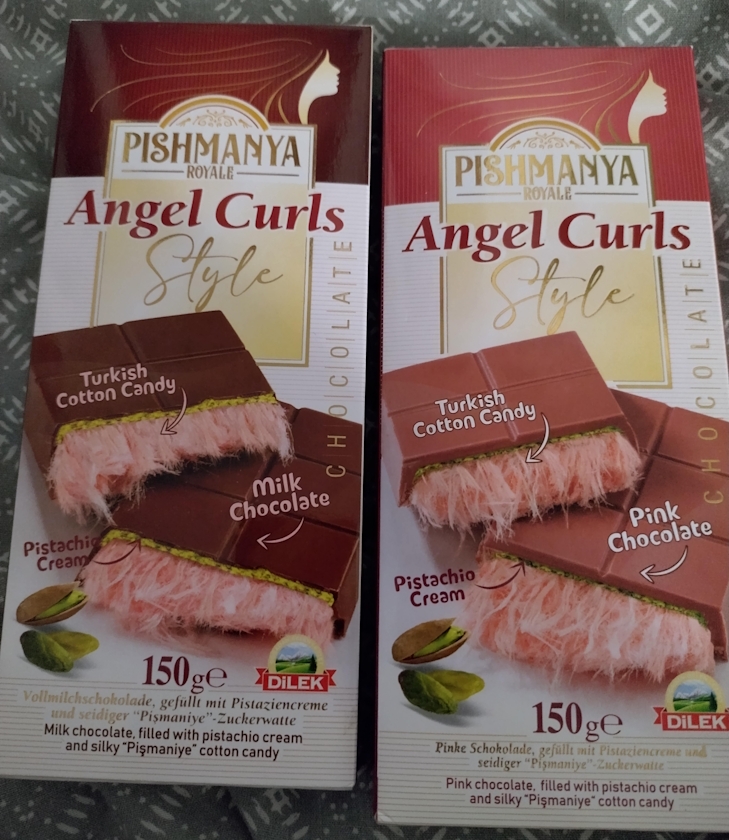 PISHMANYA
ROYALE
Angel Curls
Style
CHOCOLATE
Turkish
Cotton Candy
Milk
Chocolate
Pistachio
Cream
150 g e
DiLEK
Vollmilchschokolade, gefüllt mit Pistaziencreme
und seidiger "Pişmaniye"-Zuckerwatte
Milk chocolate, filled with pistachio cream
and silky "Pişmaniye" cotton candy
PISHMANYA
ROYALE
Angel Curls
Style
CHOCOLATE
Turkish
Cotton Candy
Pink
Chocolate
Pistachio
Cream
150 g e
DiLEK
Pinke Schokolade, gefüllt mit Pistaziencreme und
seidiger "Pişmaniye"-Zuckerwatte
Pink chocolate, filled with pistachio cream
and silky "Pişmaniye" cotton candy